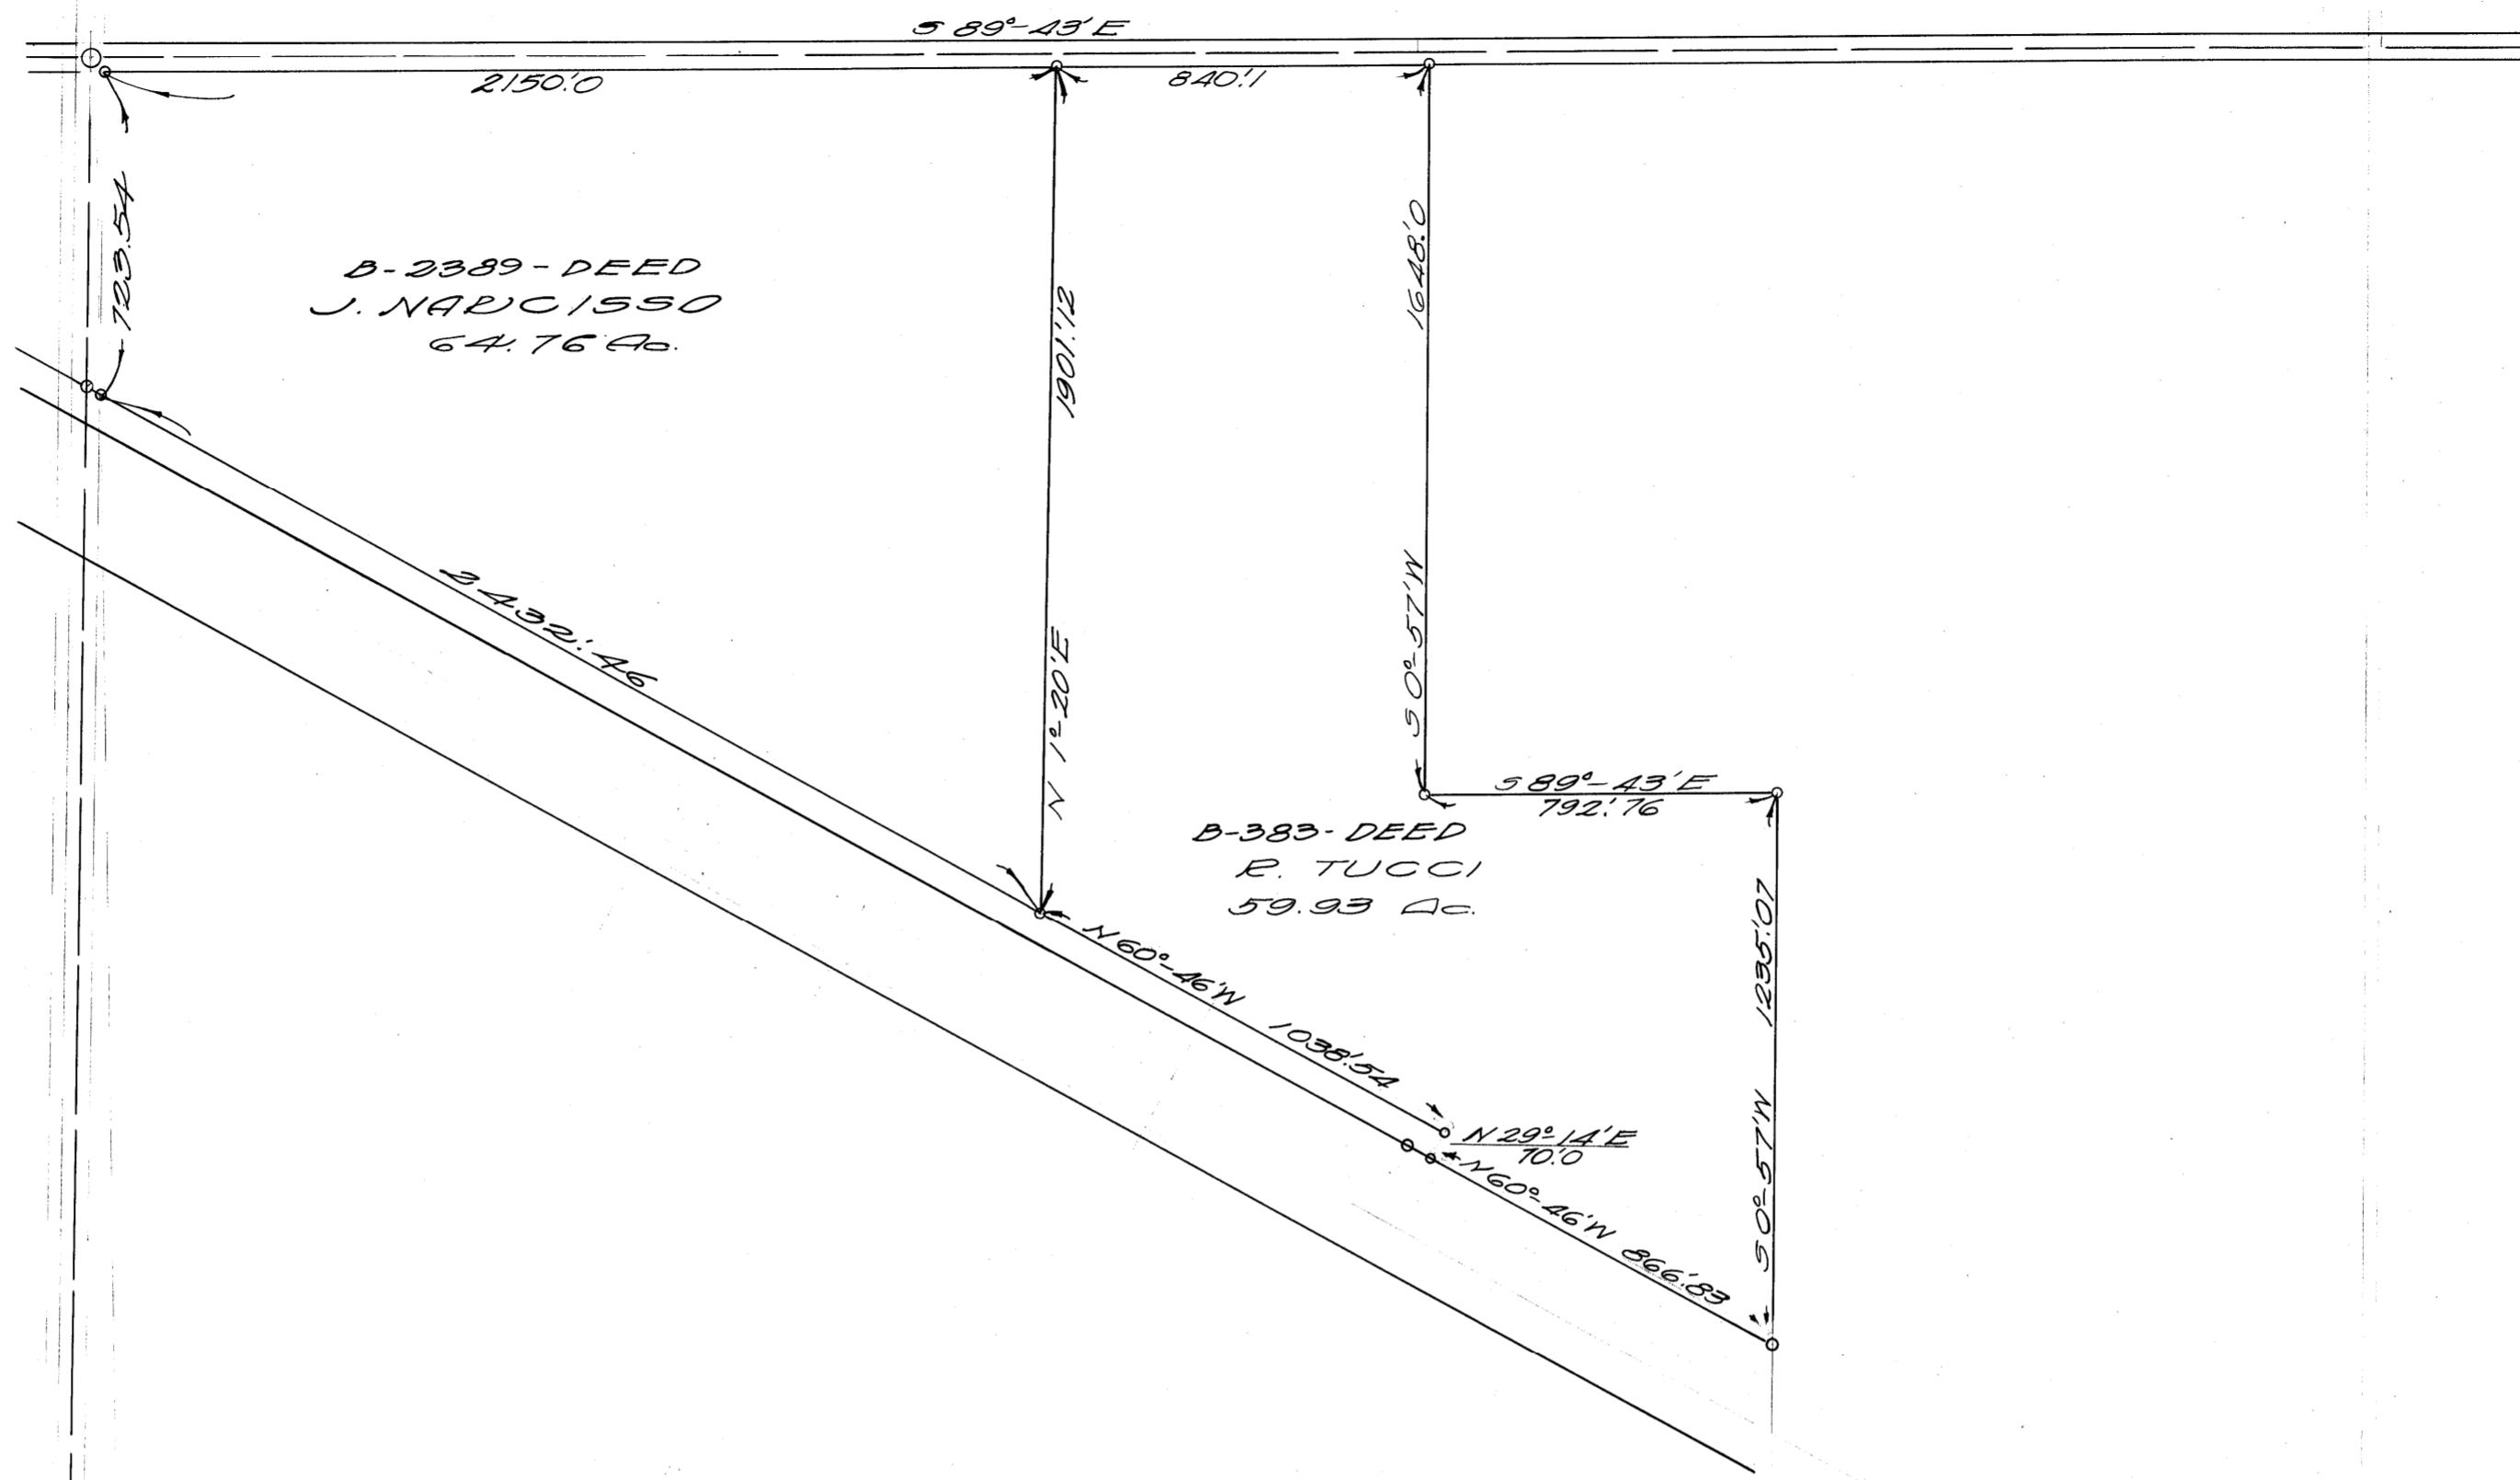 S 89°-43'E
2150'.0
840'.1
723.54
B-2389-DEED
J. NARCISSO
64.76 Ac.
1901.'12
N 1°-20'E
1648.'0
S 0°-57'W
2432'.46
S 89°-43'E
792'.76
B-383-DEED
R. TUCCI
59.93 Ac.
N 60°-46'W 1038'.54
N 29°-14'E
70'.0
N 60°-46'W 866'.83
1235'.07
S 0°-57'W